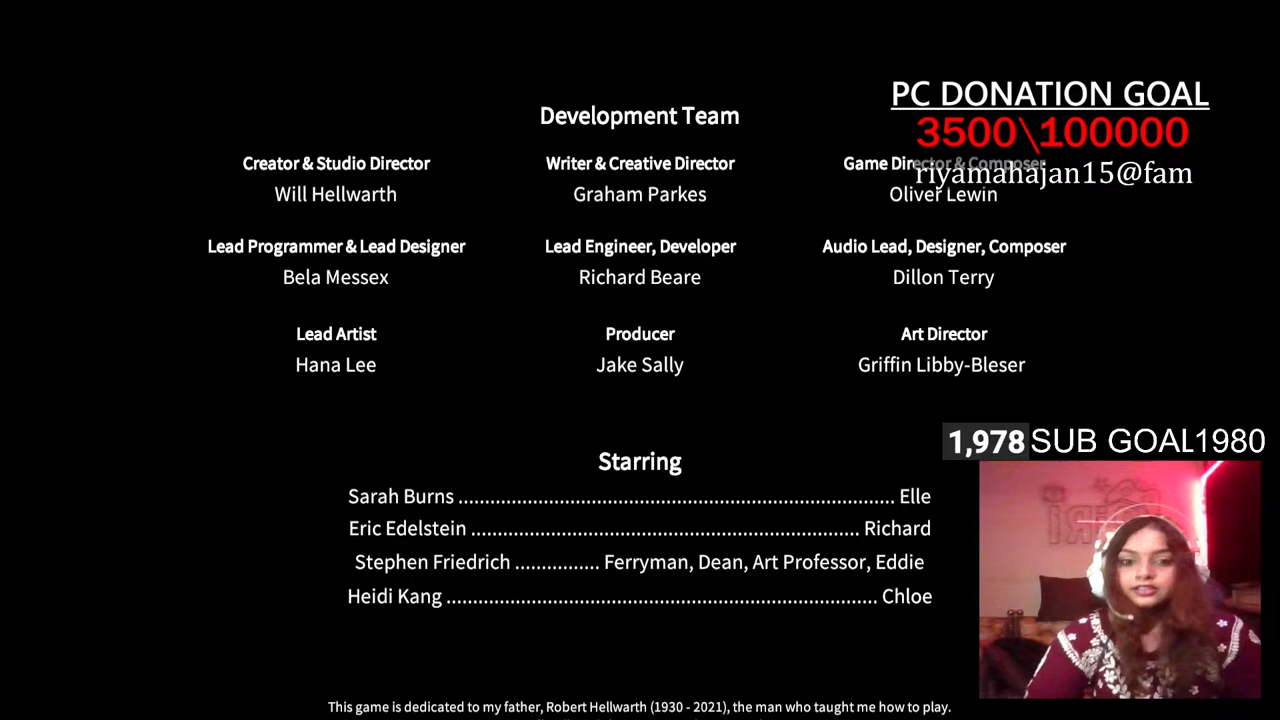 PC DONATION GOAL
3500\100000
riyamahajan15@fam
Development Team
Creator & Studio Director
Will Hellwarth
Writer & Creative Director
Graham Parkes
Game Director & Composer
Oliver Lewin
Lead Programmer & Lead Designer
Bela Messex
Lead Engineer, Developer
Richard Beare
Audio Lead, Designer, Composer
Dillon Terry
Lead Artist
Hana Lee
Producer
Jake Sally
Art Director
Griffin Libby-Bleser
1,978 SUB GOAL1980
Starring
Sarah Burns ........................................................................... Elle
Eric Edelstein .................................................................. Richard
Stephen Friedrich ................ Ferryman, Dean, Art Professor, Eddie
Heidi Kang .......................................................................... Chloe
This game is dedicated to my father, Robert Hellwarth (1930 - 2021), the man who taught me how to play.